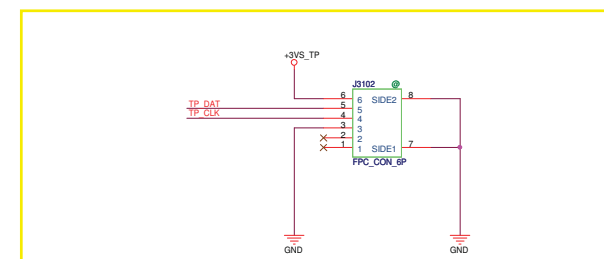 +3VS_TP
J3102 @
6 6 SIDE2 8
TP_DAT 5 5
TP_CLK 4 4
3 3
2 2
1 1 SIDE1 7
FPC_CON_6P
GND GND